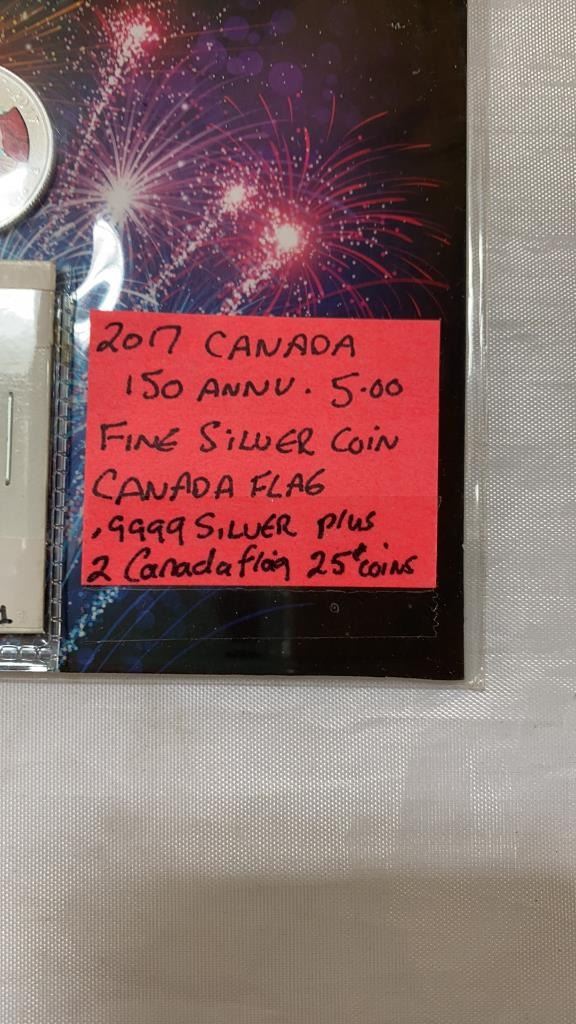 2017 CANADA
150 ANNV. 5.00
FINE SILVER COIN
CANADA FLAG
.9999 SILVER plus
2 Canada flag 25¢ coins